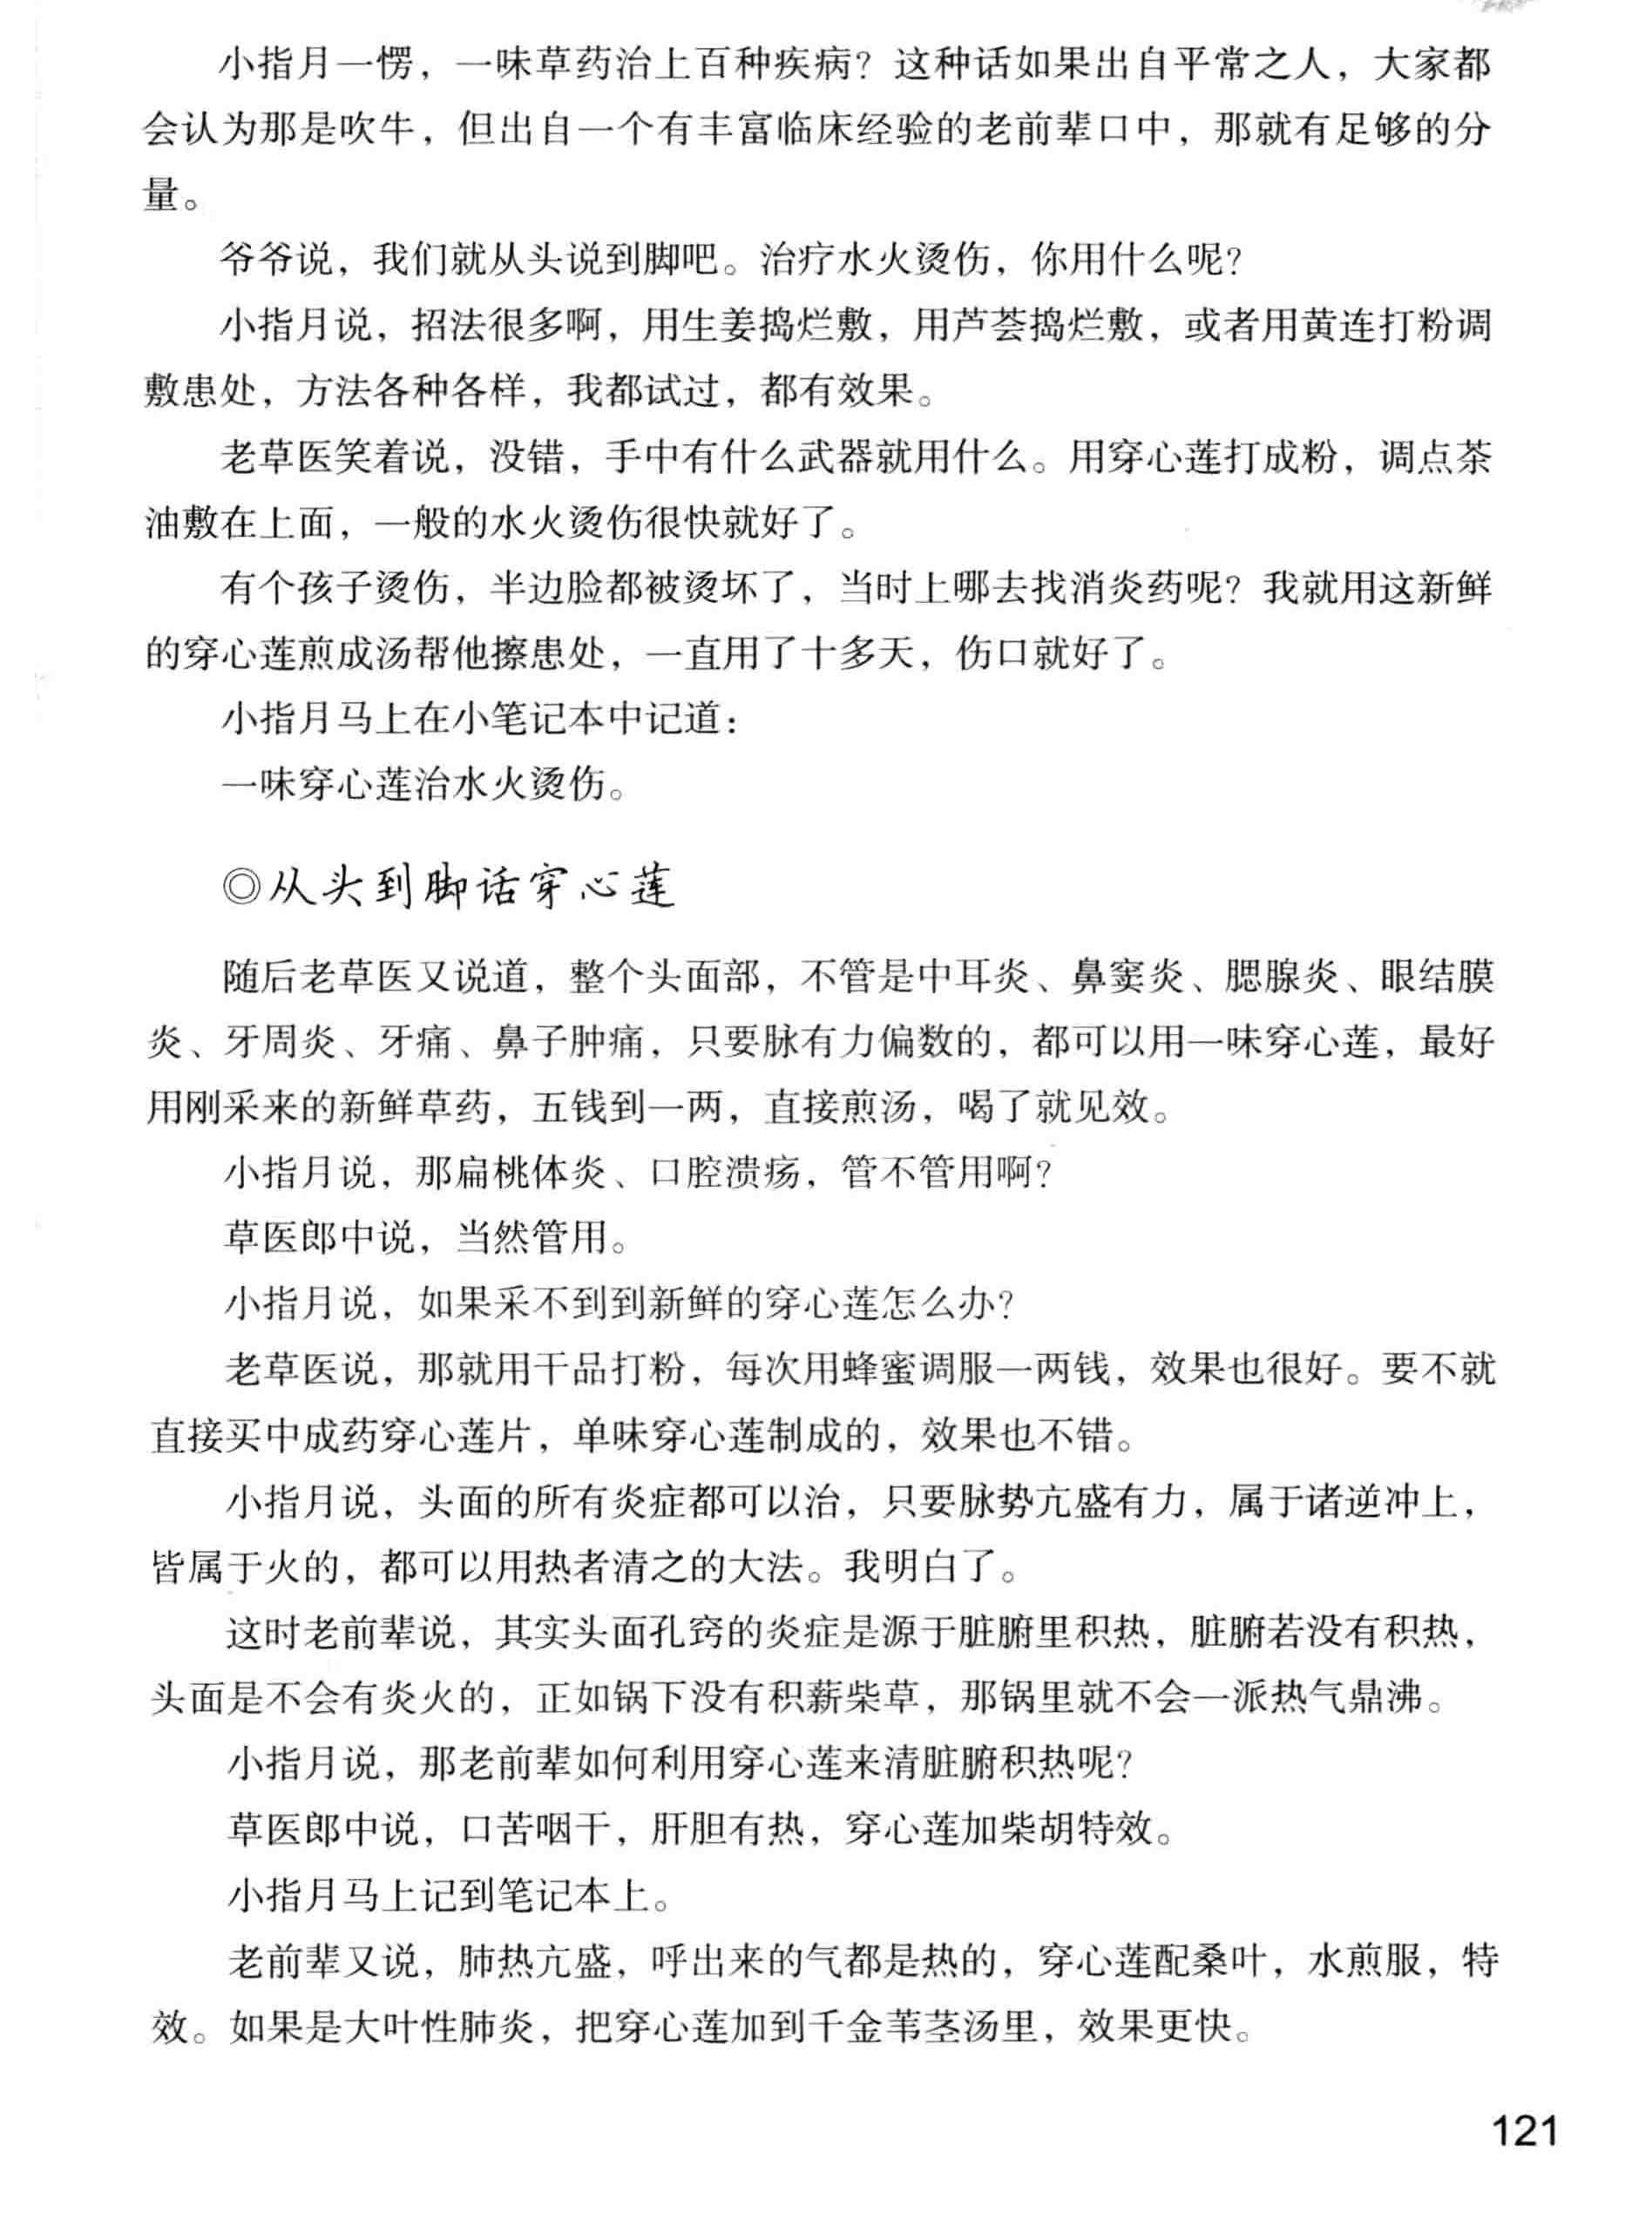 小指月一愣，一味草药治上百种疾病？这种话如果出自平常之人，大家都
会认为那是吹牛，但出自一个有丰富临床经验的老前辈口中，那就有足够的分
量。
爷爷说，我们就从头说到脚吧。治疗水火烫伤，你用什么呢？
小指月说，招法很多啊，用生姜捣烂敷，用芦荟捣烂敷，或者用黄连打粉调
敷患处，方法各种各样，我都试过，都有效果。
老草医笑着说，没错，手中有什么武器就用什么。用穿心莲打成粉，调点茶
油敷在上面，一般的水火烫伤很快就好了。
有个孩子烫伤，半边脸都被烫坏了，当时上哪去找消炎药呢？我就用这新鲜
的穿心莲煎成汤帮他擦患处，一直用了十多天，伤口就好了。
小指月马上在小笔记本中记道：
一味穿心莲治水火烫伤。
◎从头到脚话穿心莲
随后老草医又说道，整个头面部，不管是中耳炎、鼻窦炎、腮腺炎、眼结膜
炎、牙周炎、牙痛、鼻子肿痛，只要脉有力偏数的，都可以用一味穿心莲，最好
用刚采来的新鲜草药，五钱到一两，直接煎汤，喝了就见效。
小指月说，那扁桃体炎、口腔溃疡，管不管用啊？
草医郎中说，当然管用。
小指月说，如果采不到到新鲜的穿心莲怎么办？
老草医说，那就用干品打粉，每次用蜂蜜调服一两钱，效果也很好。要不就
直接买中成药穿心莲片，单味穿心莲制成的，效果也不错。
小指月说，头面的所有炎症都可以治，只要脉势亢盛有力，属于诸逆冲上，
皆属于火的，都可以用热者清之的大法。我明白了。
这时老前辈说，其实头面孔窍的炎症是源于脏腑里积热，脏腑若没有积热，
头面是不会有炎火的，正如锅下没有积薪柴草，那锅里就不会一派热气鼎沸。
小指月说，那老前辈如何利用穿心莲来清脏腑积热呢？
草医郎中说，口苦咽干，肝胆有热，穿心莲加柴胡特效。
小指月马上记到笔记本上。
老前辈又说，肺热亢盛，呼出来的气都是热的，穿心莲配桑叶，水煎服，特
效。如果是大叶性肺炎，把穿心莲加到千金苇茎汤里，效果更快。
121